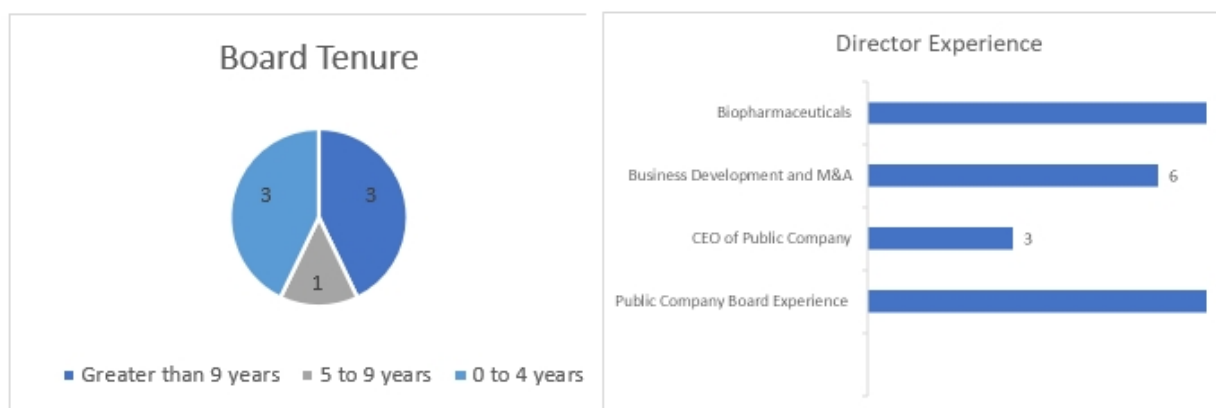 Board Tenure
3
3
1
Greater than 9 years
5 to 9 years
0 to 4 years
Director Experience
Biopharmaceuticals
Business Development and M&A
6
CEO of Public Company
3
Public Company Board Experience